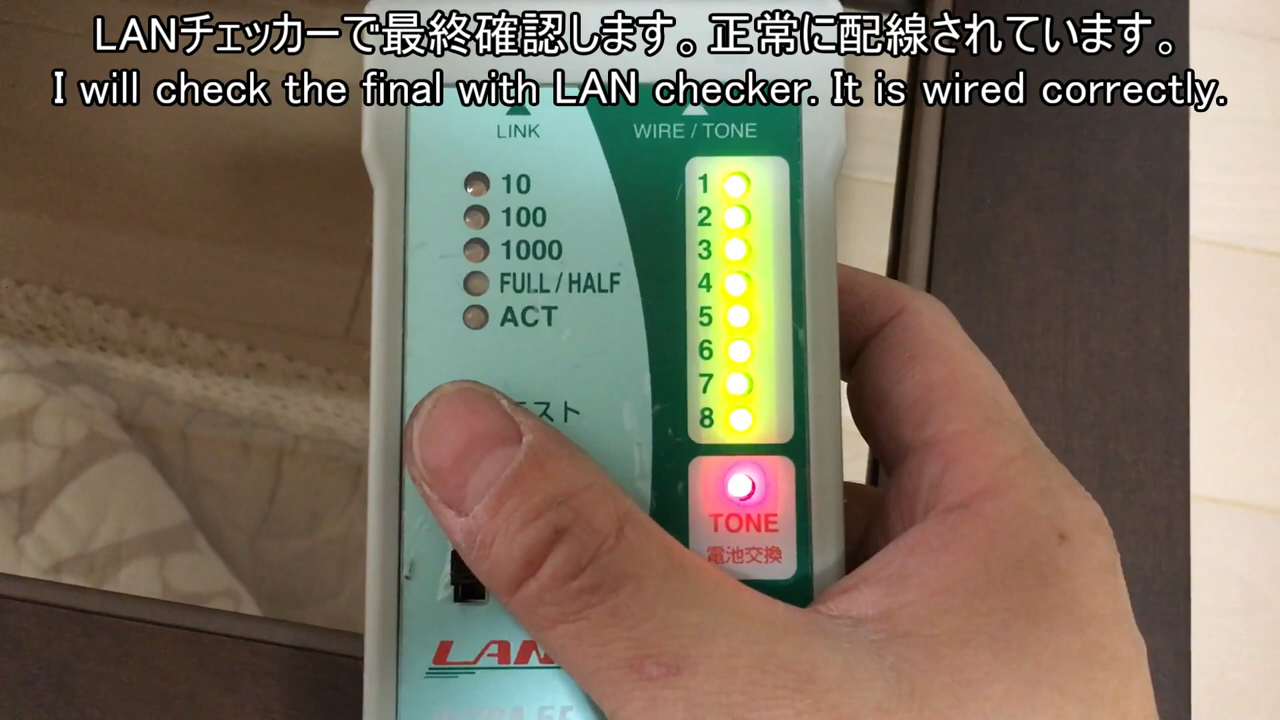 LANチェッカーで最終確認します。正常に配線されています。
I will check the final with LAN checker. It is wired correctly.
LINK
WIRE / TONE
10
100
1000
FULL / HALF
ACT
1
2
3
4
5
6
7
8
TONE
電池交換
LAN